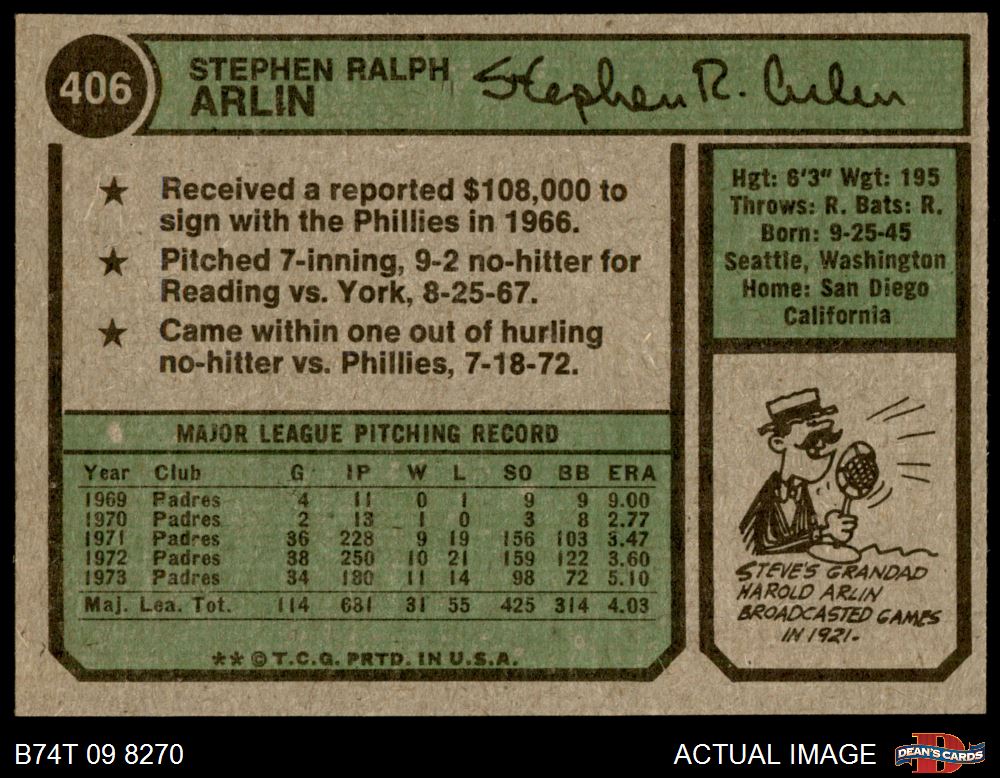 406
STEPHEN RALPH
ARLIN
Stephen R. Arlin
★ Received a reported $108,000 to
sign with the Phillies in 1966.
★ Pitched 7-inning, 9-2 no-hitter for
Reading vs. York, 8-25-67.
★ Came within one out of hurling
no-hitter vs. Phillies, 7-18-72.
Hgt: 6'3" Wgt: 195
Throws: R. Bats: R.
Born: 9-25-45
Seattle, Washington
Home: San Diego
California
MAJOR LEAGUE PITCHING RECORD
Year Club G IP W L SO BB ERA
1969 Padres 4 11 0 1 9 9 9.00
1970 Padres 2 13 1 0 3 8 2.77
1971 Padres 36 228 9 19 156 103 3.47
1972 Padres 38 250 10 21 159 122 3.60
1973 Padres 34 180 11 14 98 72 5.10
Maj. Lea. Tot. 114 681 31 55 425 314 4.03
** © T.C.G. PRTD. IN U.S.A.
STEVE'S GRANDAD
HAROLD ARLIN
BROADCASTED GAMES
IN 1921.
B74T 09 8270
ACTUAL IMAGE
DEAN'S CARDS